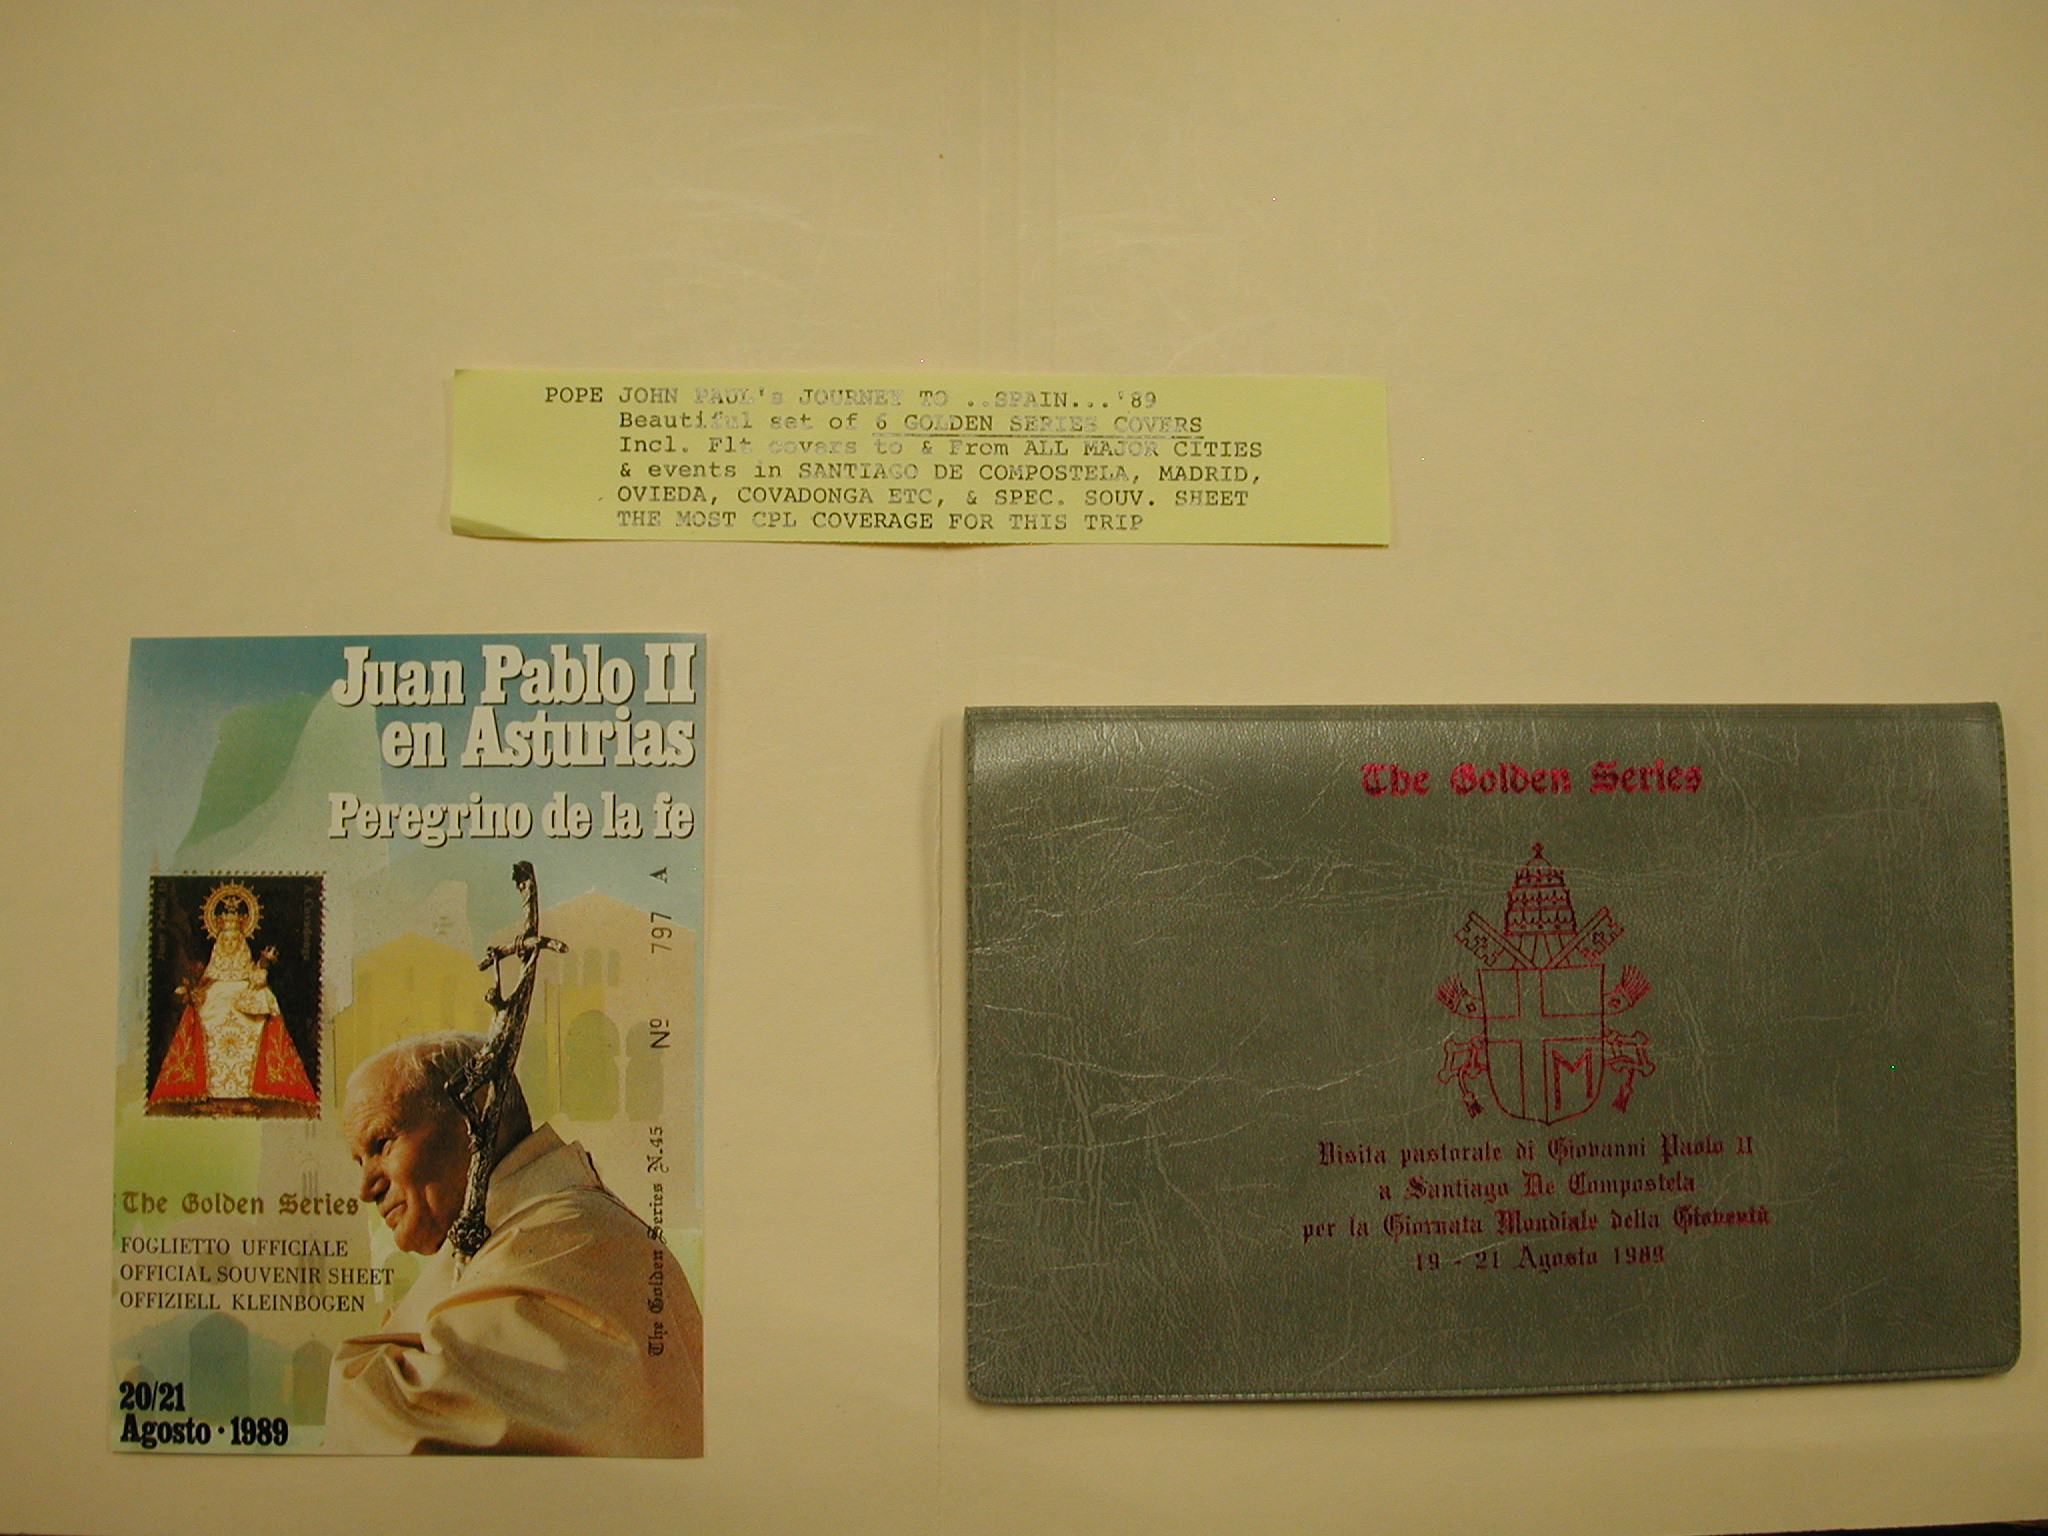 POPE JOHN PAUL's JOURNEY TO ..SPAIN...'89
Beautiful set of 6 GOLDEN SERIES COVERS
Incl. Flt covers to & From ALL MAJOR CITIES
& events in SANTIAGO DE COMPOSTELA, MADRID,
OVIEDA, COVADONGA ETC, & SPEC. SOUV. SHEET
THE MOST CPL COVERAGE FOR THIS TRIP
Juan Pablo II
en Asturias
Peregrino de la fe
Juan Pablo II
A Covadonga
The Golden Series N.45 Nº 797 A
The Golden Series
FOGLIETTO UFFICIALE
OFFICIAL SOUVENIR SHEET
OFFIZIELL KLEINBOGEN
20/21
Agosto · 1989
The Golden Series
M
Visita pastorale di Giovanni Paolo II
a Santiago De Compostela
per la Giornata Mondiale della Gioventù
19 - 21 Agosto 1989